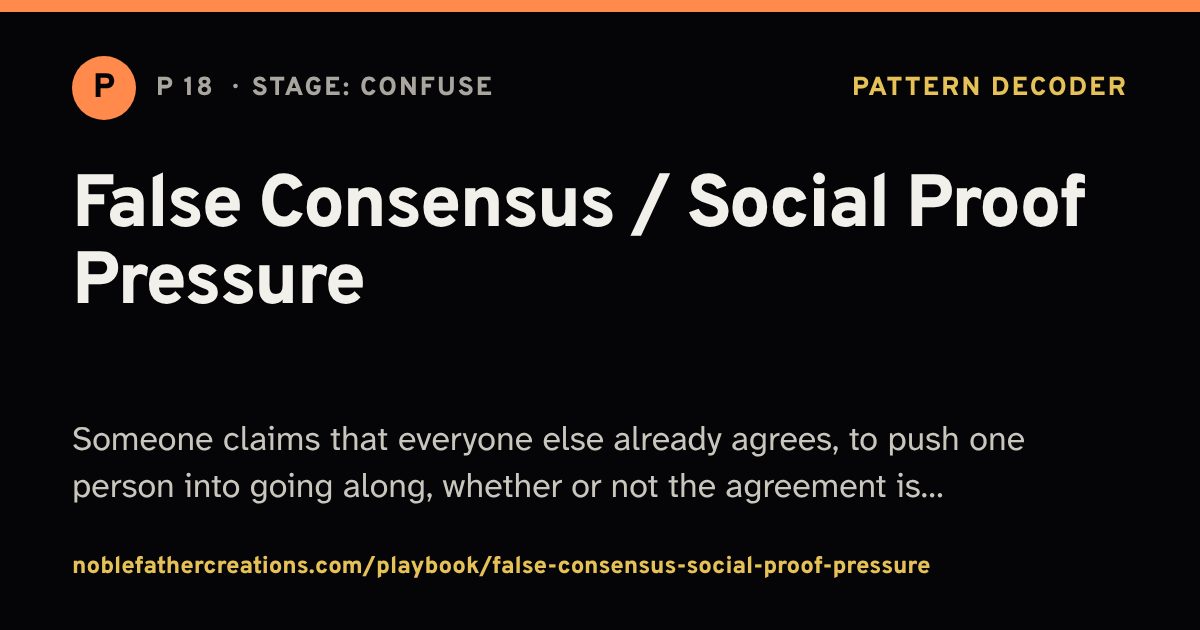 P P 18 · STAGE: CONFUSE PATTERN DECODER
False Consensus / Social Proof
Pressure
Someone claims that everyone else already agrees, to push one
person into going along, whether or not the agreement is...
noblefathercreations.com/playbook/false-consensus-social-proof-pressure